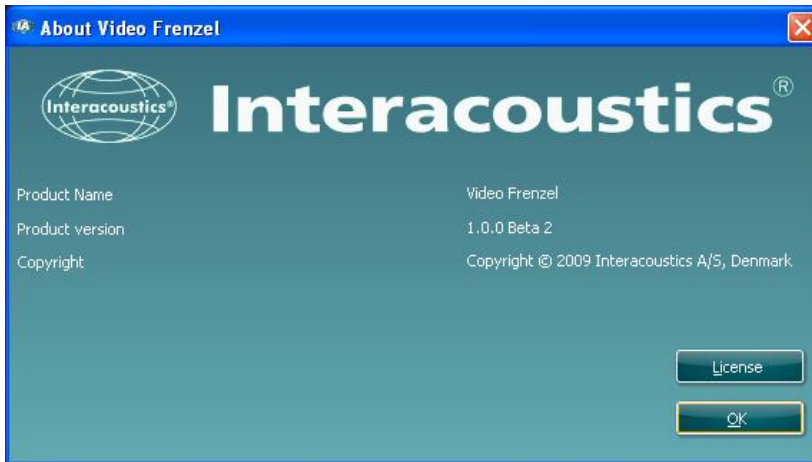 About Video Frenzel
Interacoustics®
Interacoustics®
Product Name Video Frenzel
Product version 1.0.0 Beta 2
Copyright Copyright © 2009 Interacoustics A/S, Denmark
License
OK